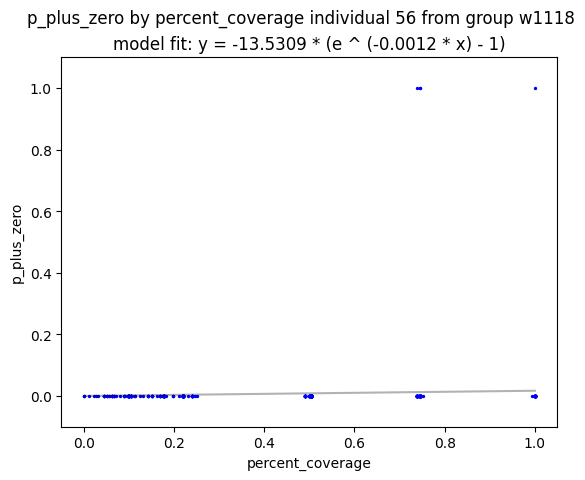 p_plus_zero by percent_coverage individual 56 from group w1118
model fit: y = -13.5309 * (e ^ (-0.0012 * x) - 1)
1.0
0.8
0.6
0.4
0.2
0.0
p_plus_zero
0.0 0.2 0.4 0.6 0.8 1.0
percent_coverage